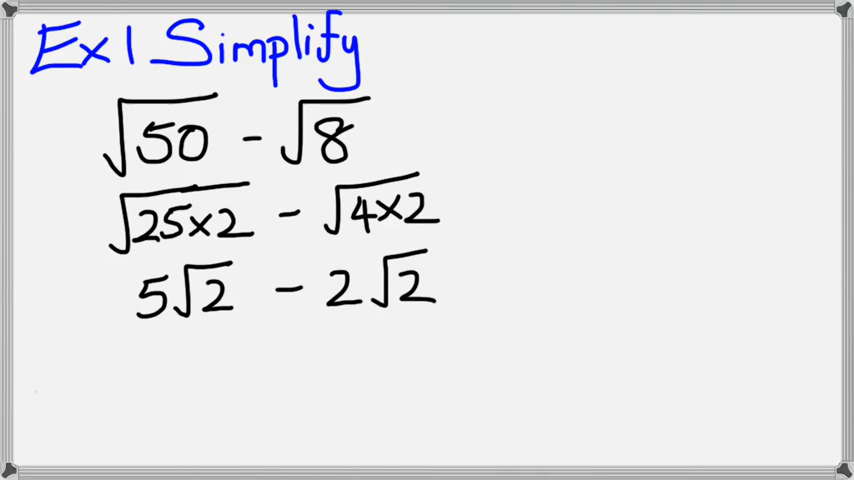 Ex1 Simplify
√50 - √8
√25×2 - √4×2
5√2 - 2√2